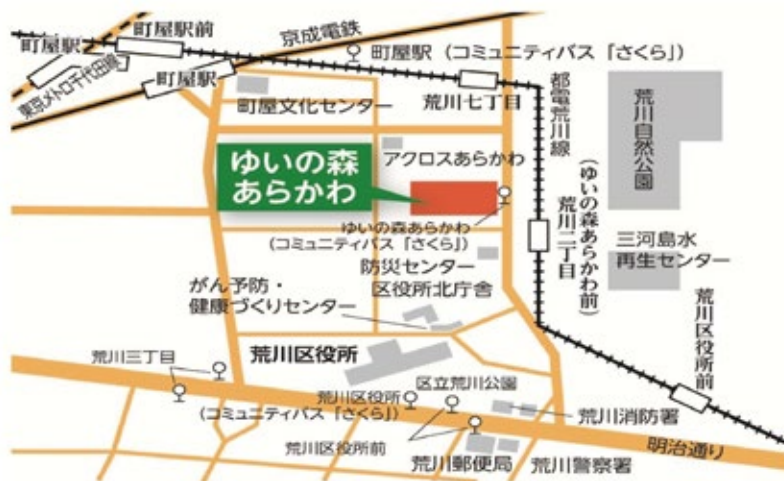 町屋駅
町屋駅前
京成電鉄
町屋駅 (コミュニティバス「さくら」)
東京メトロ千代田線
町屋駅
町屋文化センター
荒川七丁目
都電荒川線
荒川自然公園
アクロスあらかわ
ゆいの森
あらかわ
ゆいの森あらかわ
(コミュニティバス「さくら」)
荒川二丁目
(ゆいの森あらかわ前)
三河島水
再生センター
防災センター
区役所北庁舎
がん予防・
健康づくりセンター
荒川区役所前
荒川三丁目
荒川区役所
荒川区役所
(コミュニティバス「さくら」)
区立荒川公園
荒川消防署
荒川区役所前
荒川郵便局
荒川警察署
明治通り